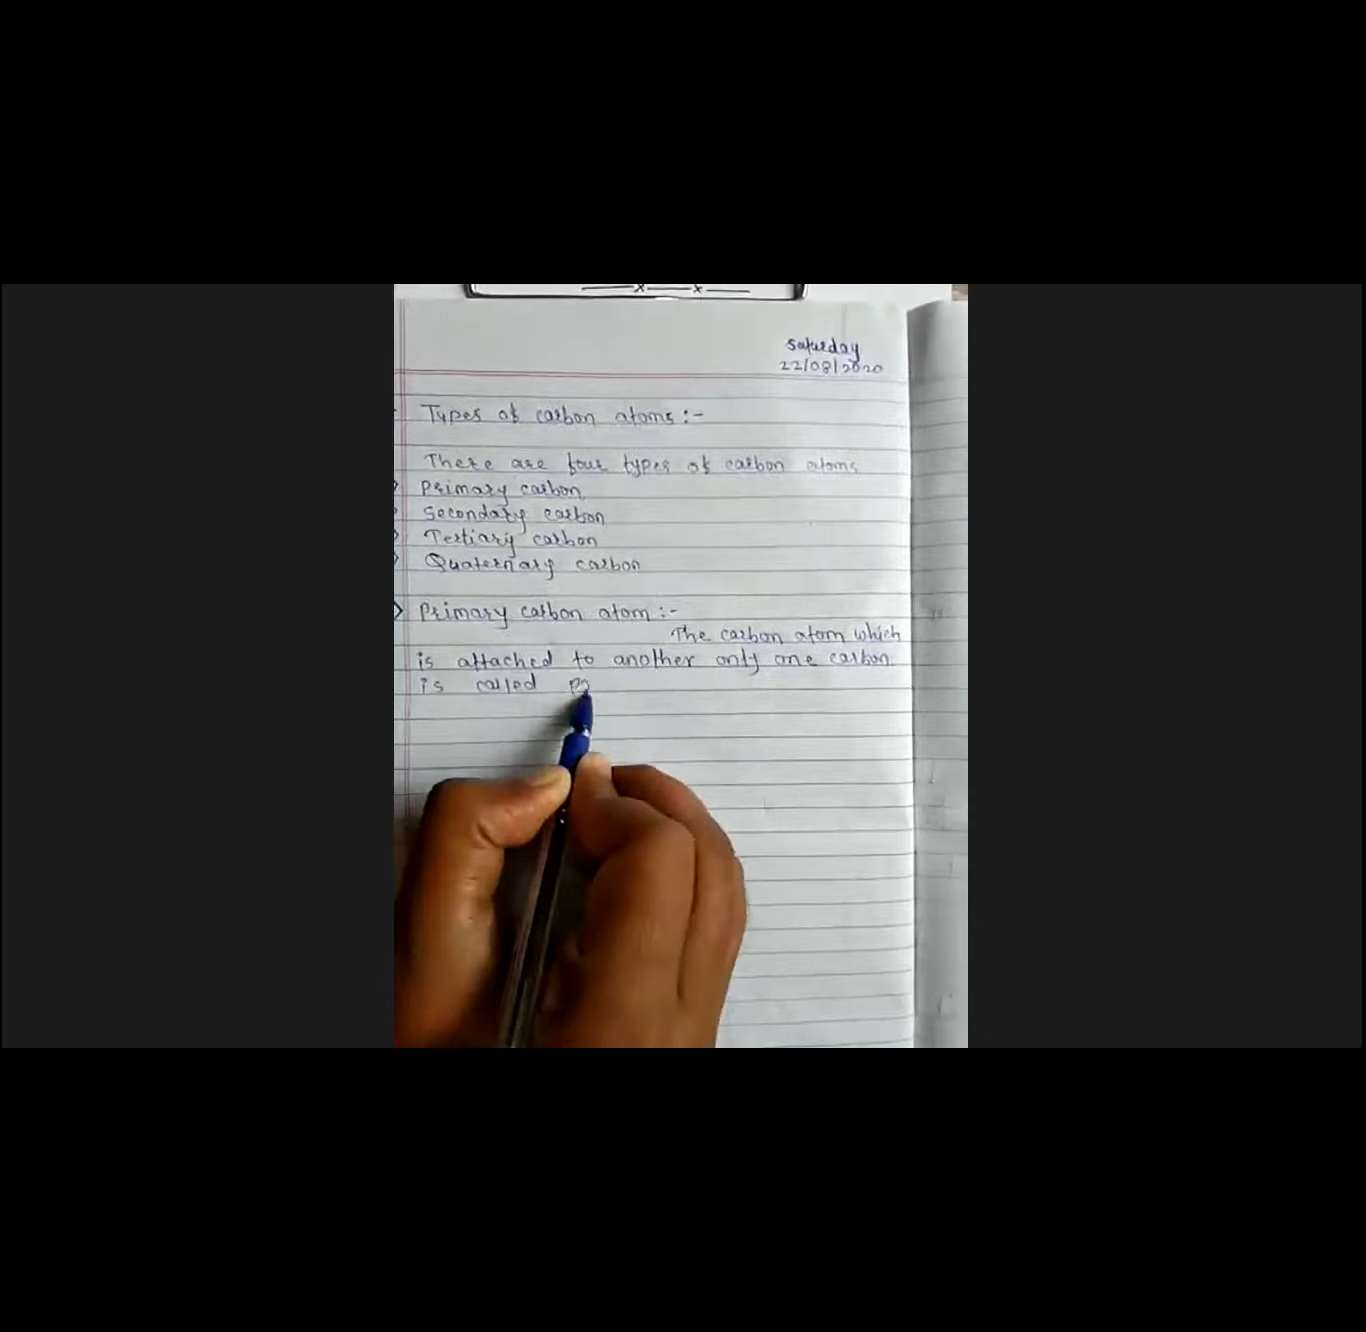 Saturday
22/08/2020
Types of carbon atoms:-
There are four types of carbon atoms
Primary carbon
Secondary carbon
Tertiary carbon
Quaternary carbon
Primary carbon atom:-
The carbon atom which
is attached to another only one carbon
is called